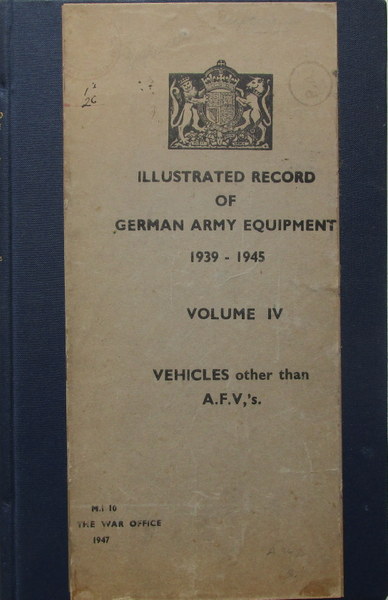 ILLUSTRATED RECORD
OF
GERMAN ARMY EQUIPMENT
1939 - 1945
VOLUME IV
VEHICLES other than
A.F.V,'s.
M.I 10
THE WAR OFFICE
1947